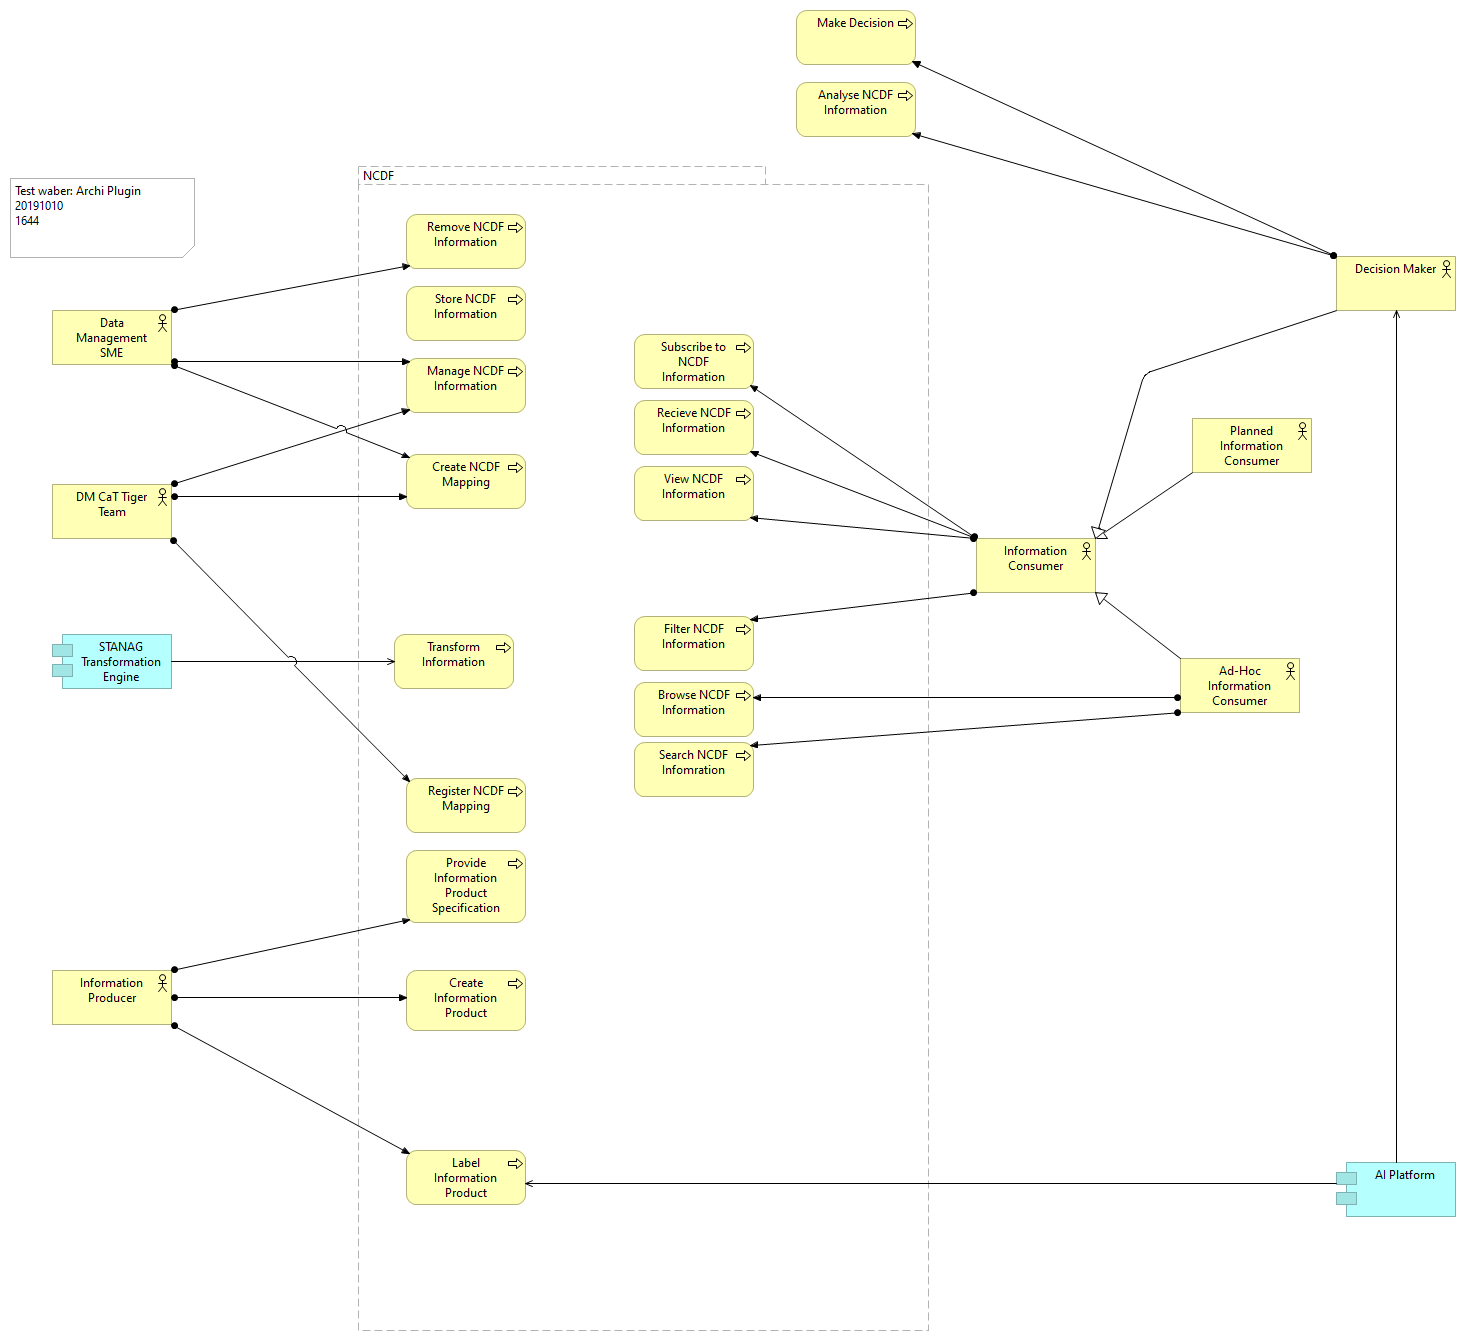 Make Decision
Analyse NCDF
Information
NCDF
Test waber: Archi Plugin
20191010
1644
Remove NCDF
Information
Decision Maker
Store NCDF
Information
Data
Management
SME
Subscribe to
NCDF
Information
Manage NCDF
Information
Recieve NCDF
Information
Planned
Information
Consumer
Create NCDF
Mapping
View NCDF
Information
DM CaT Tiger
Team
Information
Consumer
Filter NCDF
Information
STANAG
Transformation
Engine
Transform
Information
Ad-Hoc
Information
Consumer
Browse NCDF
Information
Search NCDF
Infomration
Register NCDF
Mapping
Provide
Information
Product
Specification
Information
Producer
Create
Information
Product
Label
Information
Product
AI Platform